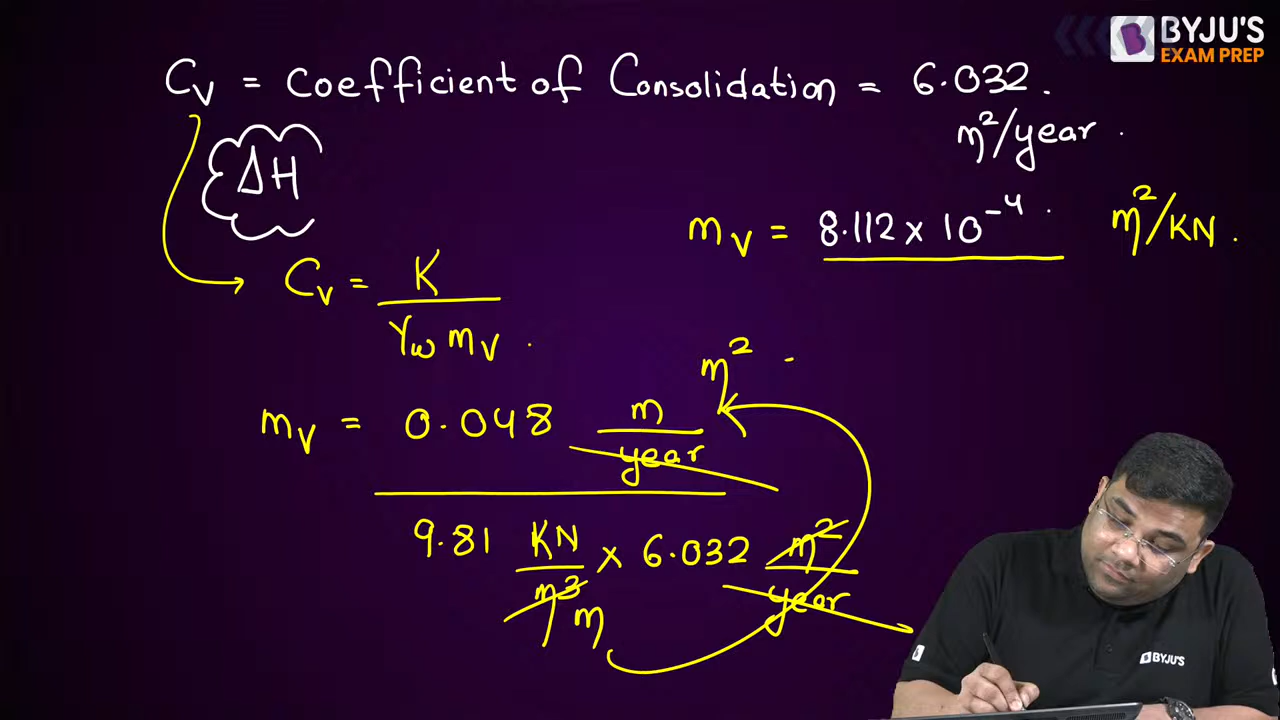 BYJU'S
EXAM PREP
Cv = Coefficient of Consolidation = 6.032.
m²/year.
ΔH
mv = 8.112 x 10⁻⁴. m²/KN.
Cv = K
γw mv.
m²
mv = 0.048 m
year
9.81 KN x 6.032 m²
m³ year
m
BYJU'S